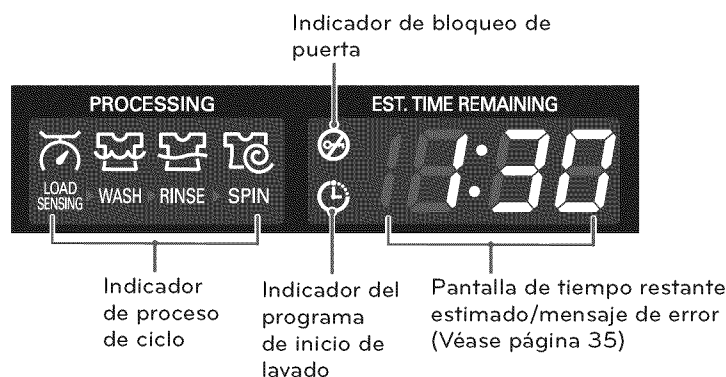 Indicador de bloqueo de
puerta
PROCESSING
EST. TIME REMAINING
LOAD
SENSING
WASH
RINSE
SPIN
1:30
Indicador
de proceso
de ciclo
Indicador del
programa
de inicio de
lavado
Pantalla de tiempo restante
estimado/mensaje de error
(Véase página 35)